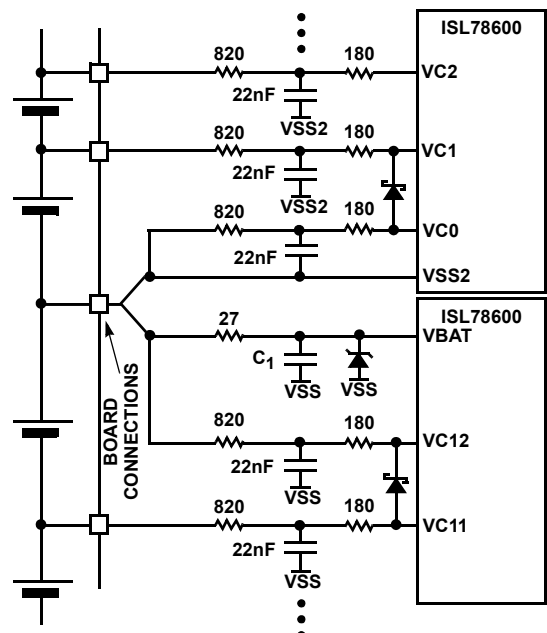 ISL78600
820
180
VC2
22nF
VSS2
820
180
VC1
22nF
VSS2
820
180
VC0
22nF
VSS2
ISL78600
27
VBAT
C1
VSS
VSS
BOARD
CONNECTIONS
820
180
VC12
22nF
VSS
820
180
VC11
22nF
VSS